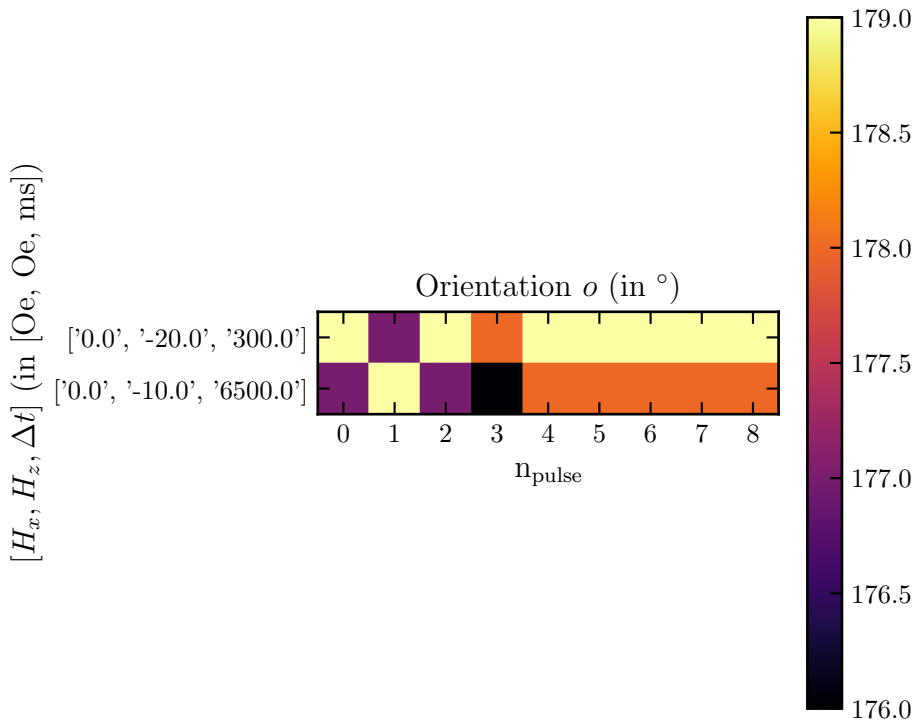 Orientation o (in °)
[H_x, H_z, Δt] (in [Oe, Oe, ms])
['0.0', '-20.0', '300.0']
['0.0', '-10.0', '6500.0']
0 1 2 3 4 5 6 7 8
n_pulse
179.0
178.5
178.0
177.5
177.0
176.5
176.0